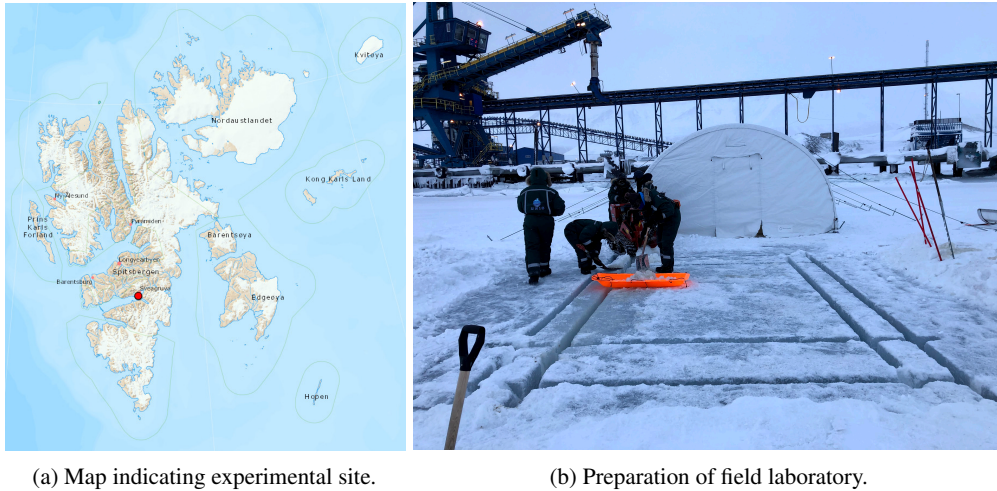 Kvitøya
Nordaustlandet
Kong Karls Land
Ny-Ålesund
Prins
Karls
Forland
Pyramiden
Barentsøya
Longyearbyen
Spitsbergen
Barentsburg
Sveagruva
Edgeøya
Hopen
(a) Map indicating experimental site.
(b) Preparation of field laboratory.